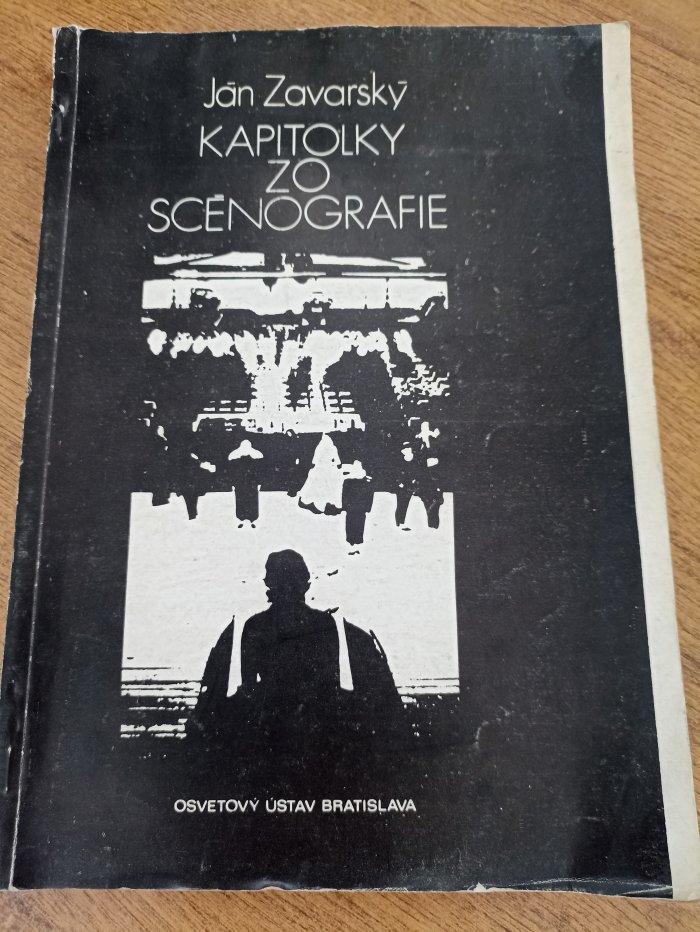 Ján Zavarský
KAPITOLKY
ZO
SCÉNOGRAFIE
OSVETOVÝ ÚSTAV BRATISLAVA